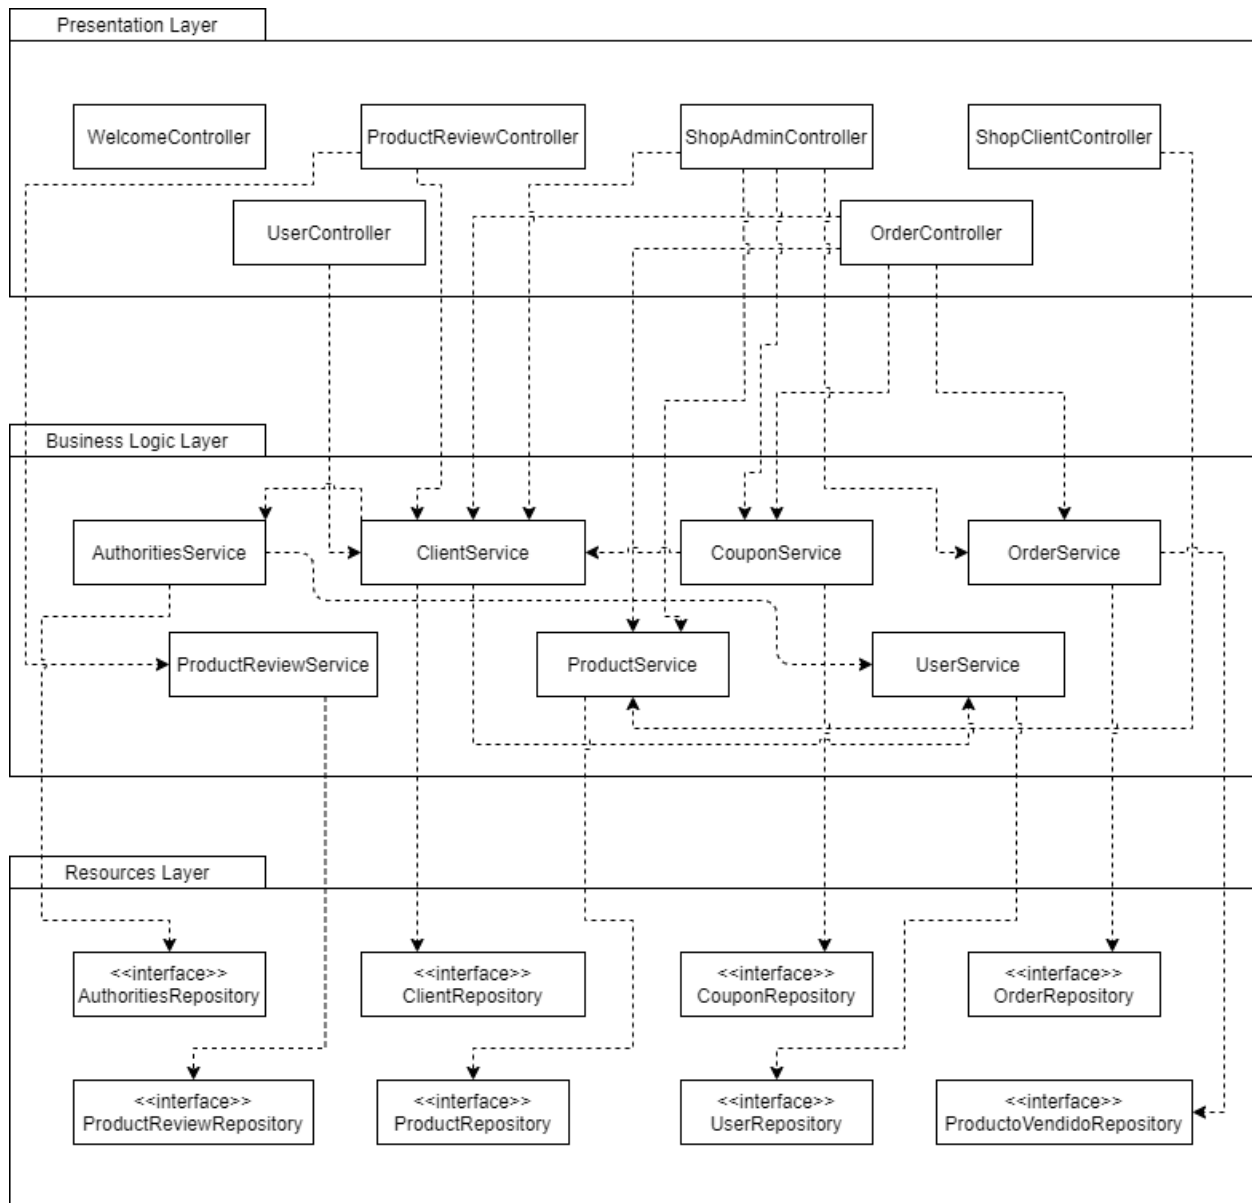 Presentation Layer
WelcomeController
ProductReviewController
ShopAdminController
ShopClientController
UserController
OrderController
Business Logic Layer
AuthoritiesService
ClientService
CouponService
OrderService
ProductReviewService
ProductService
UserService
Resources Layer
<<interface>>
AuthoritiesRepository
<<interface>>
ClientRepository
<<interface>>
CouponRepository
<<interface>>
OrderRepository
<<interface>>
ProductReviewRepository
<<interface>>
ProductRepository
<<interface>>
UserRepository
<<interface>>
ProductoVendidoRepository